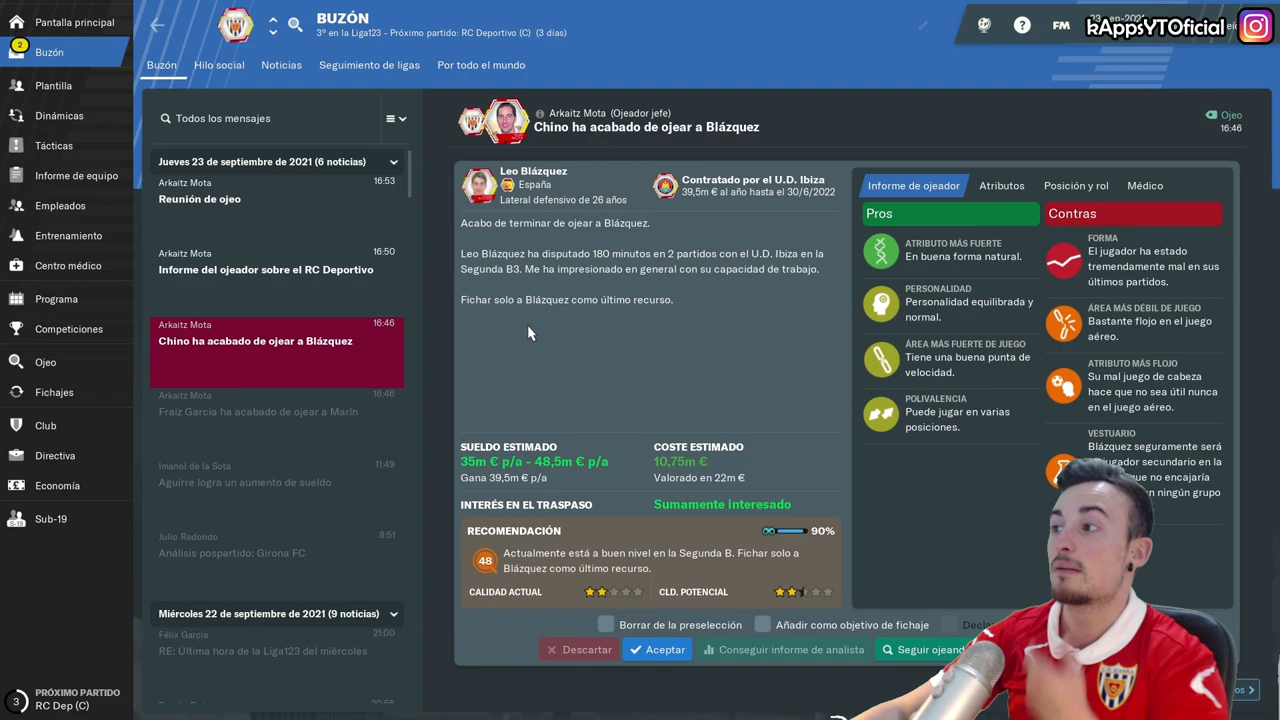 Pantalla principal
2
Buzón
Plantilla
Dinámicas
Tácticas
Informe de equipo
Empleados
Entrenamiento
Centro médico
Programa
Competiciones
Ojeo
Fichajes
Club
Directiva
Economía
Sub-19
3
PRÓXIMO PARTIDO
RC Dep (C)
BUZÓN
3º en la Liga123 - Próximo partido: RC Deportivo (C) (3 días)
FM
RAppsYTOficial
Buzón
Hilo social
Noticias
Seguimiento de ligas
Por todo el mundo
Todos los mensajes
Jueves 23 de septiembre de 2021 (6 noticias)
Arkaitz Mota 16:53
Reunión de ojeo
Arkaitz Mota 16:50
Informe del ojeador sobre el RC Deportivo
Arkaitz Mota 16:46
Chino ha acabado de ojear a Blázquez
Arkaitz Mota 16:46
Fraiz García ha acabado de ojear a Marín
Imanol de la Sota 11:49
Aguirre logra un aumento de sueldo
Julio Redondo 8:51
Análisis pospartido: Girona FC
Miércoles 22 de septiembre de 2021 (9 noticias)
Félix García 21:00
RE: Última hora de la Liga123 del miércoles
Arkaitz Mota (Ojeador jefe)
Chino ha acabado de ojear a Blázquez
Ojeo
16:46
Leo Blázquez
España
Lateral defensivo de 26 años
Contratado por el U.D. Ibiza
39,5m € al año hasta el 30/6/2022
Acabo de terminar de ojear a Blázquez.
Leo Blázquez ha disputado 180 minutos en 2 partidos con el U.D. Ibiza en la
Segunda B3. Me ha impresionado en general con su capacidad de trabajo.
Fichar solo a Blázquez como último recurso.
SUELDO ESTIMADO
35m € p/a - 48,5m € p/a
Gana 39,5m € p/a
COSTE ESTIMADO
10,75m €
Valorado en 22m €
INTERÉS EN EL TRASPASO
Sumamente interesado
RECOMENDACIÓN
90%
48
Actualmente está a buen nivel en la Segunda B. Fichar solo a
Blázquez como último recurso.
CALIDAD ACTUAL
CLD. POTENCIAL
Borrar de la preselección
Añadir como objetivo de fichaje
Descartar
Aceptar
Conseguir informe de analista
Seguir ojeand
Informe de ojeador
Atributos
Posición y rol
Médico
Pros
ATRIBUTO MÁS FUERTE
En buena forma natural.
PERSONALIDAD
Personalidad equilibrada y
normal.
ÁREA MÁS FUERTE DE JUEGO
Tiene una buena punta de
velocidad.
POLIVALENCIA
Puede jugar en varias
posiciones.
Contras
FORMA
El jugador ha estado
tremendamente mal en sus
últimos partidos.
ÁREA MÁS DÉBIL DE JUEGO
Bastante flojo en el juego
aéreo.
ATRIBUTO MÁS FLOJO
Su mal juego de cabeza
hace que no sea útil nunca
en el juego aéreo.
VESTUARIO
Blázquez seguramente será
jugador secundario en la
que no encajaría
en ningún grupo